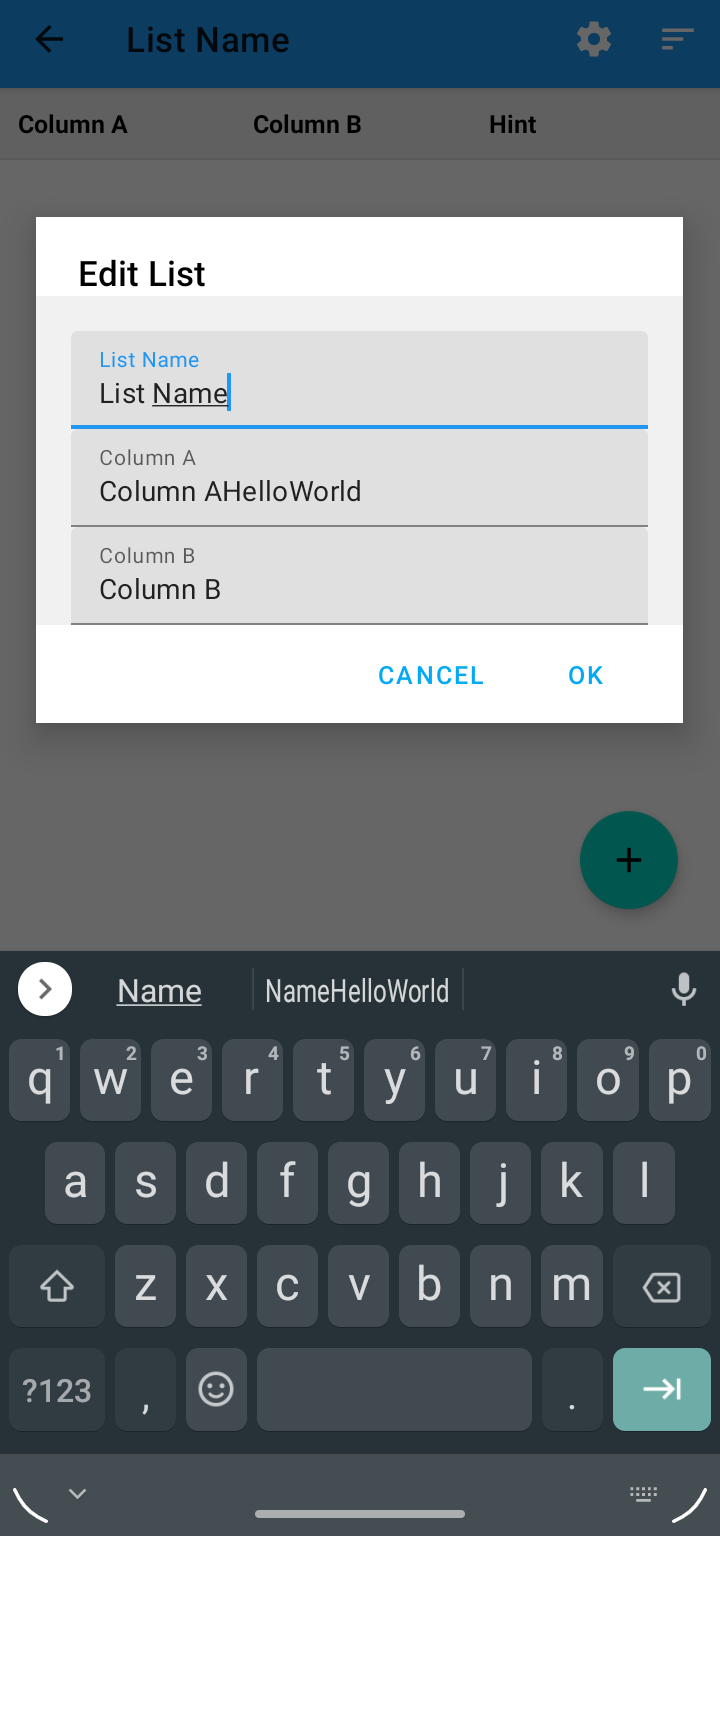 List Name
Column A Column B Hint
Edit List
List Name
List Name
Column A
Column AHelloWorld
Column B
Column B
CANCEL OK
Name NameHelloWorld
q1 w2 e3 r4 t5 y6 u7 i8 o9 p0
a s d f g h j k l
z x c v b n m
?123 , .